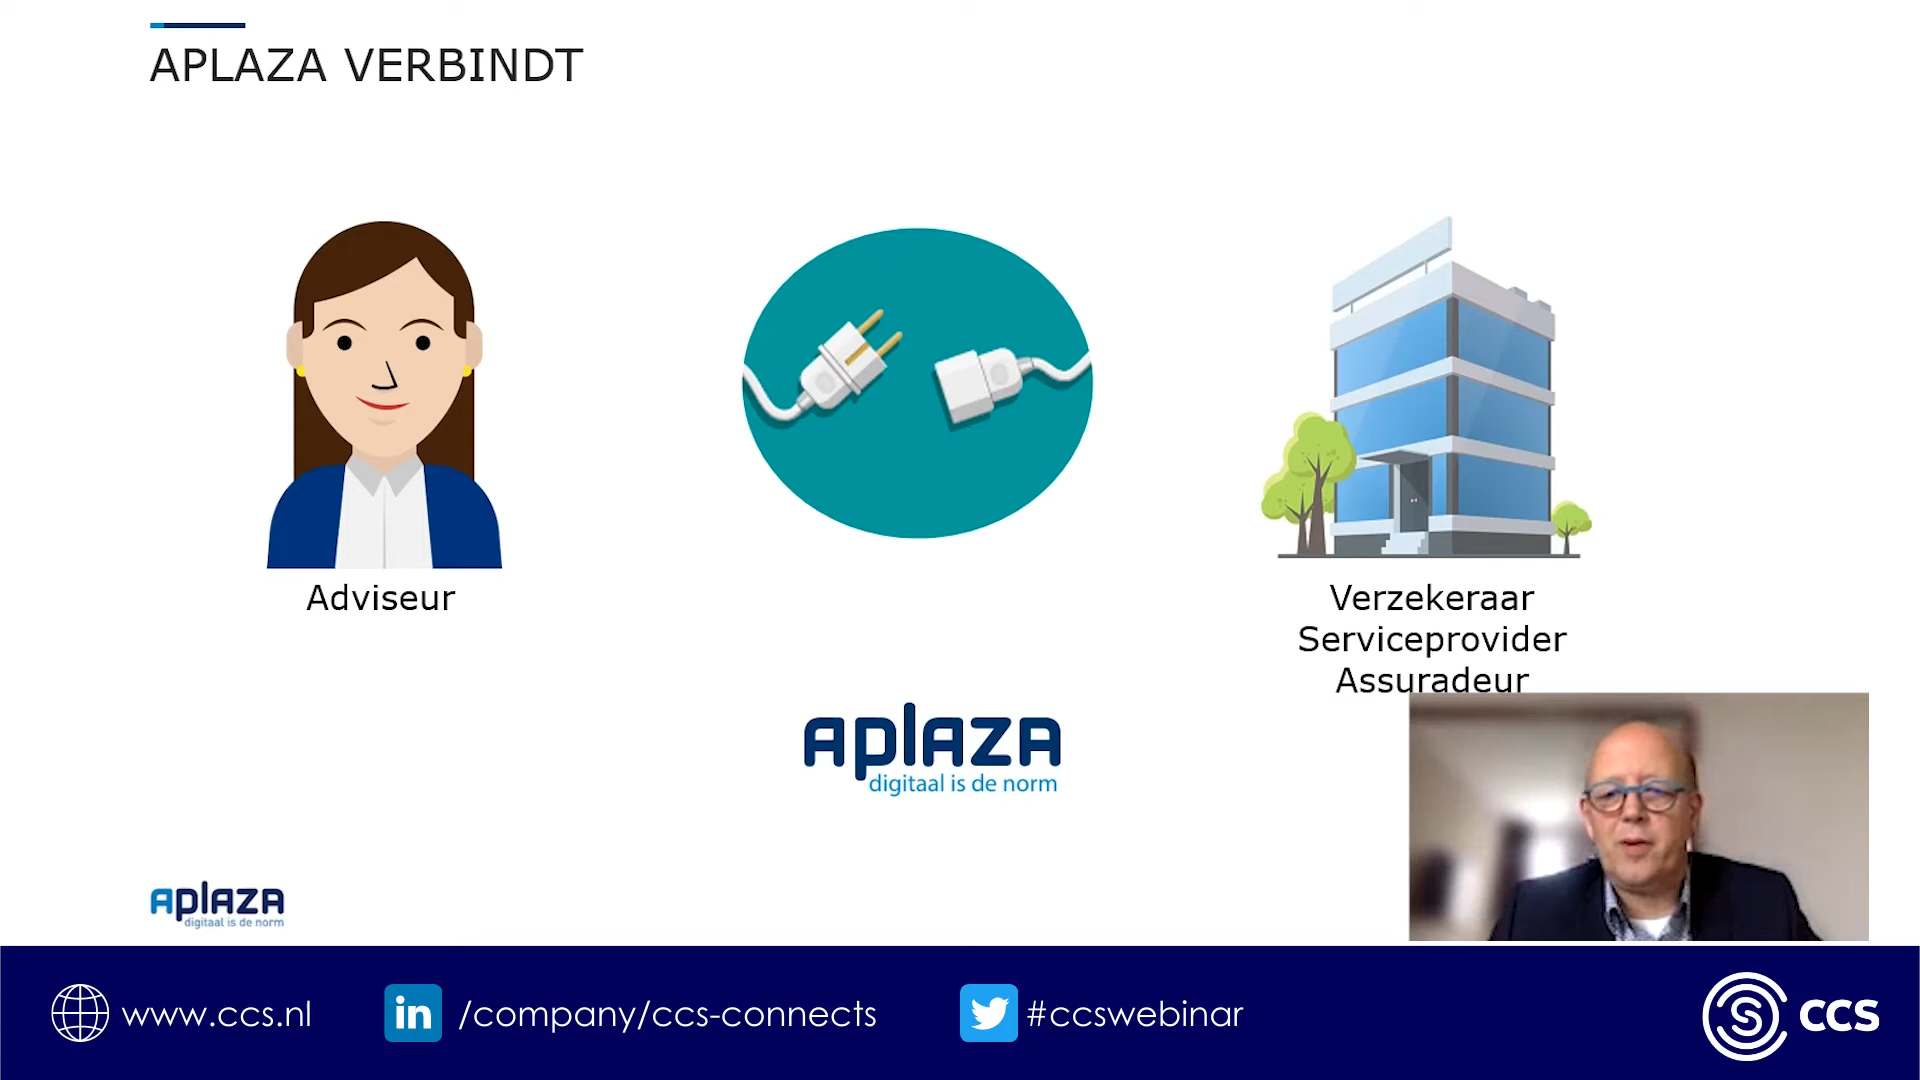 APLAZA VERBINDT
Adviseur
Verzekeraar
Serviceprovider
Assuradeur
aplaza
digitaal is de norm
aplaza
digitaal is de norm
www.ccs.nl
in /company/ccs-connects
#ccswebinar
CCS